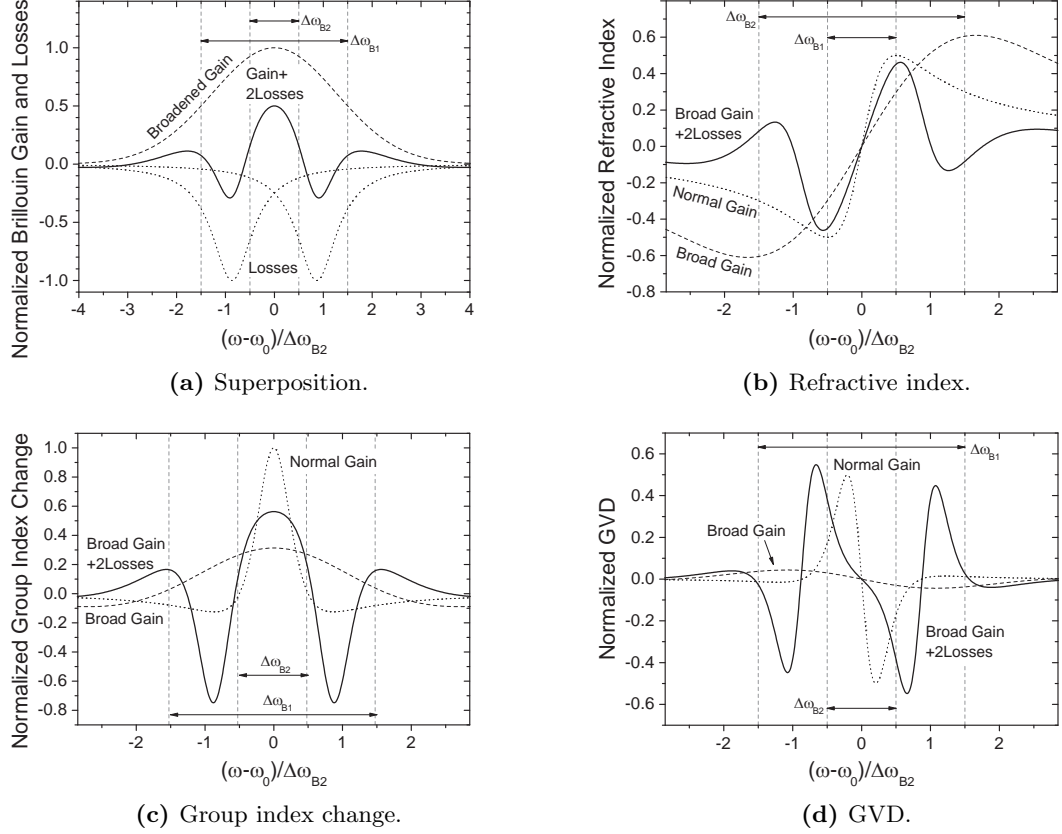 Normalized Brillouin Gain and Losses
1.0
0.5
0.0
-0.5
-1.0
Δω_B2
Δω_B1
Broadened Gain
Gain+
2Losses
Losses
-4 -3 -2 -1 0 1 2 3 4
(ω-ω_0)/Δω_B2
(a) Superposition.
Normalized Refractive Index
0.6
0.4
0.2
0.0
-0.2
-0.4
-0.6
-0.8
Δω_B2
Δω_B1
Broad Gain
+2Losses
Normal Gain
Broad Gain
-2 -1 0 1 2
(ω-ω_0)/Δω_B2
(b) Refractive index.
Normalized Group Index Change
1.0
0.8
0.6
0.4
0.2
0.0
-0.2
-0.4
-0.6
-0.8
Normal Gain
Broad Gain
+2Losses
Broad Gain
Δω_B2
Δω_B1
-2 -1 0 1 2
(ω-ω_0)/Δω_B2
(c) Group index change.
Normalized GVD
0.6
0.4
0.2
0.0
-0.2
-0.4
-0.6
Δω_B1
Normal Gain
Broad Gain
Broad Gain
+2Losses
Δω_B2
-2 -1 0 1 2
(ω-ω_0)/Δω_B2
(d) GVD.